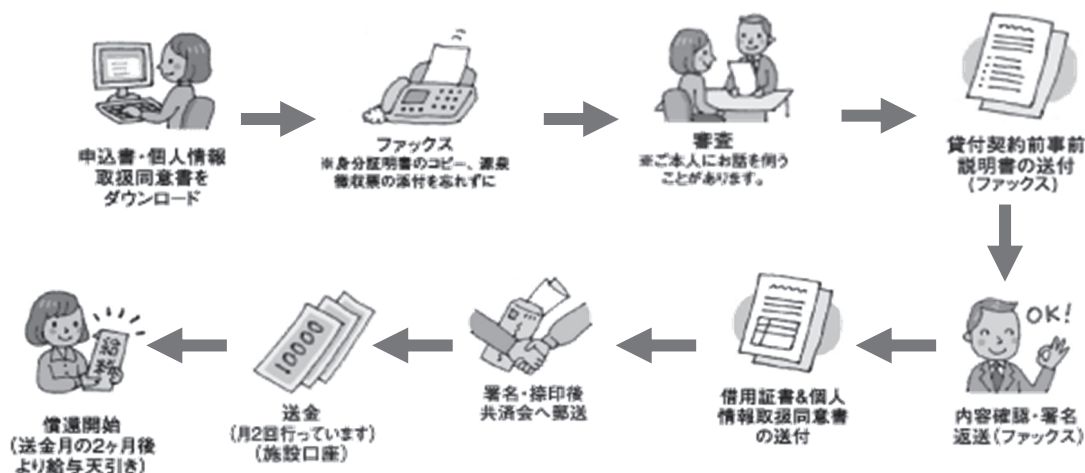 申込書・個人情報
取扱同意書を
ダウンロード
ファックス
※身分証明書のコピー、源泉
徴収票の添付を忘れずに
審査
※ご本人にお話を伺う
ことがあります。
貸付契約前事前
説明書の送付
(ファックス)
OK!
内容確認・署名
返送(ファックス)
借用証書&個人
情報取扱同意書
の送付
署名・捺印後
共済会へ郵送
10000
送金
(月2回行っています)
(施設口座)
給料
償還開始
(送金月の2ヶ月後
より給与天引き)